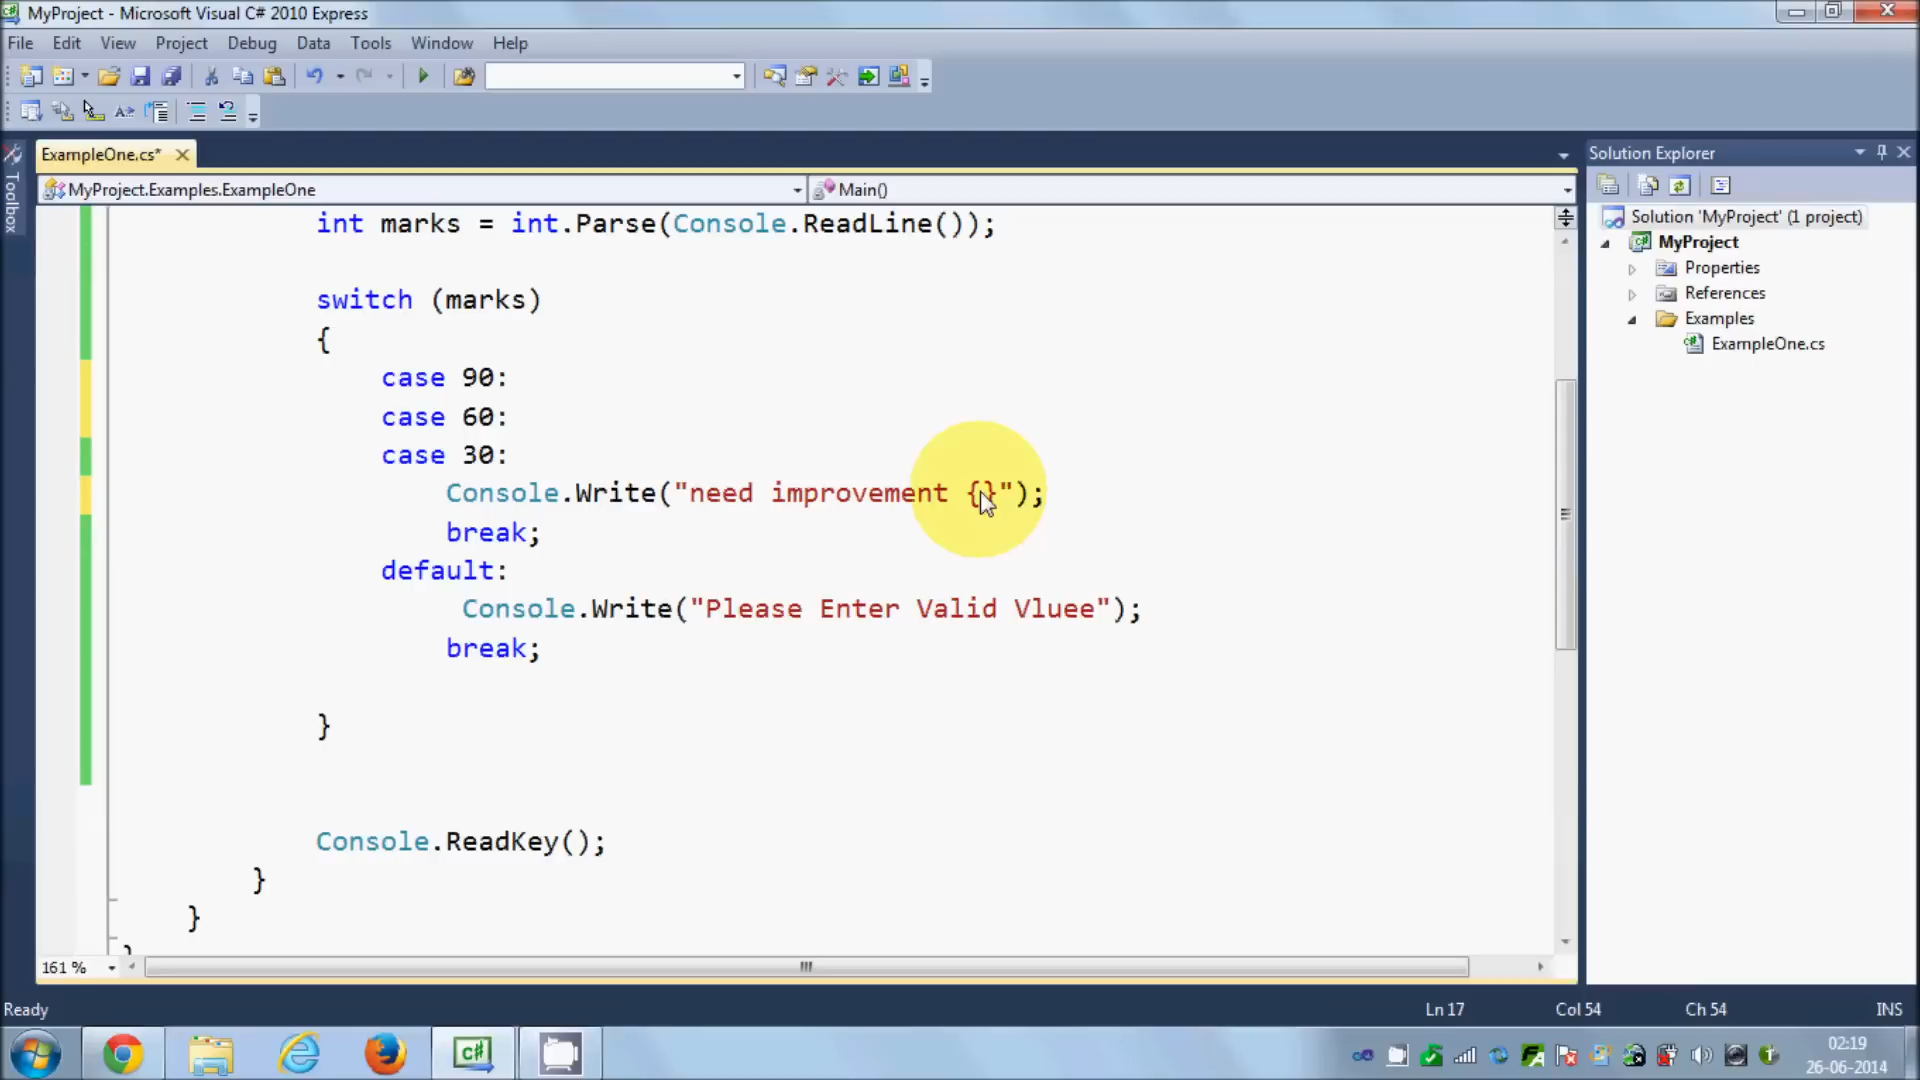 MyProject - Microsoft Visual C# 2010 Express
File Edit View Project Debug Data Tools Window Help
ExampleOne.cs*
Solution Explorer
Toolbox
MyProject.Examples.ExampleOne
Main()
int marks = int.Parse(Console.ReadLine());
Solution 'MyProject' (1 project)
MyProject
Properties
References
Examples
ExampleOne.cs
switch (marks)
{
case 90:
case 60:
case 30:
Console.Write("need improvement {}");
break;
default:
Console.Write("Please Enter Valid Vluee");
break;
}
Console.ReadKey();
}
}
}
161 %
Ready
Ln 17
Col 54
Ch 54
INS
02:19
26-06-2014